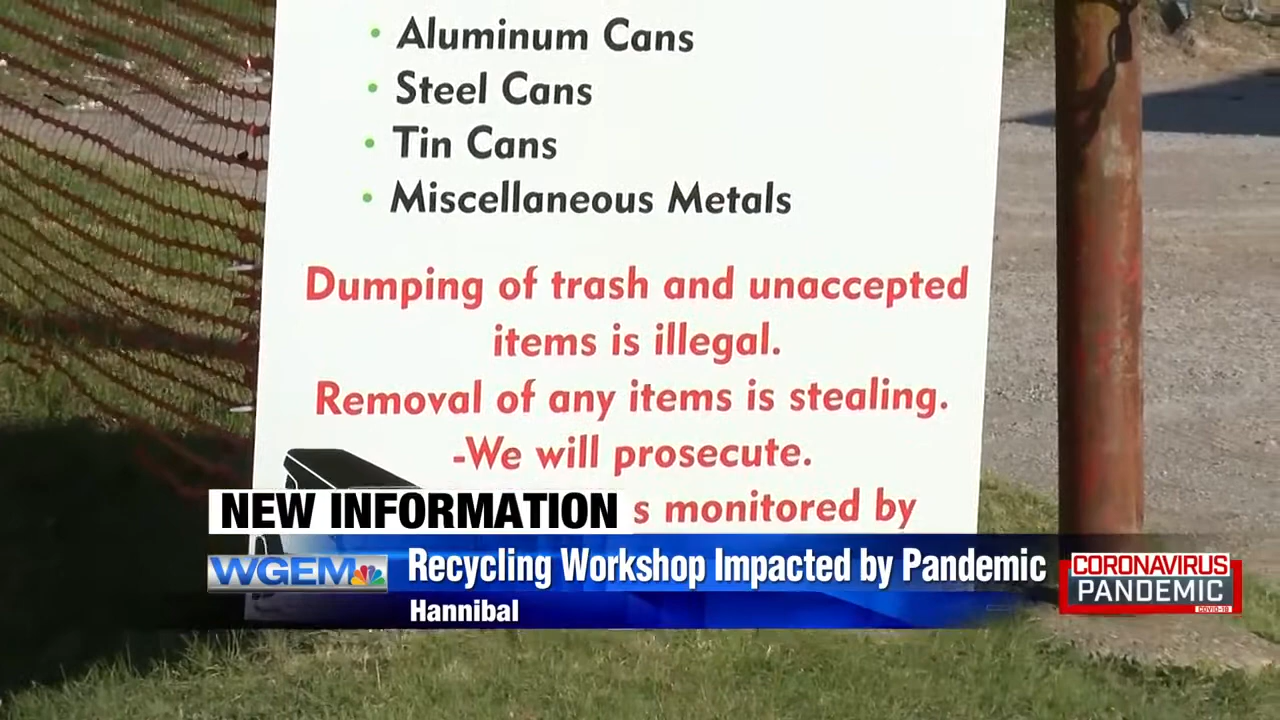 • Aluminum Cans
• Steel Cans
• Tin Cans
• Miscellaneous Metals
Dumping of trash and unaccepted
items is illegal.
Removal of any items is stealing.
-We will prosecute.
s monitored by
NEW INFORMATION
WGEM
Recycling Workshop Impacted by Pandemic
Hannibal
CORONAVIRUS
PANDEMIC
COVID-19